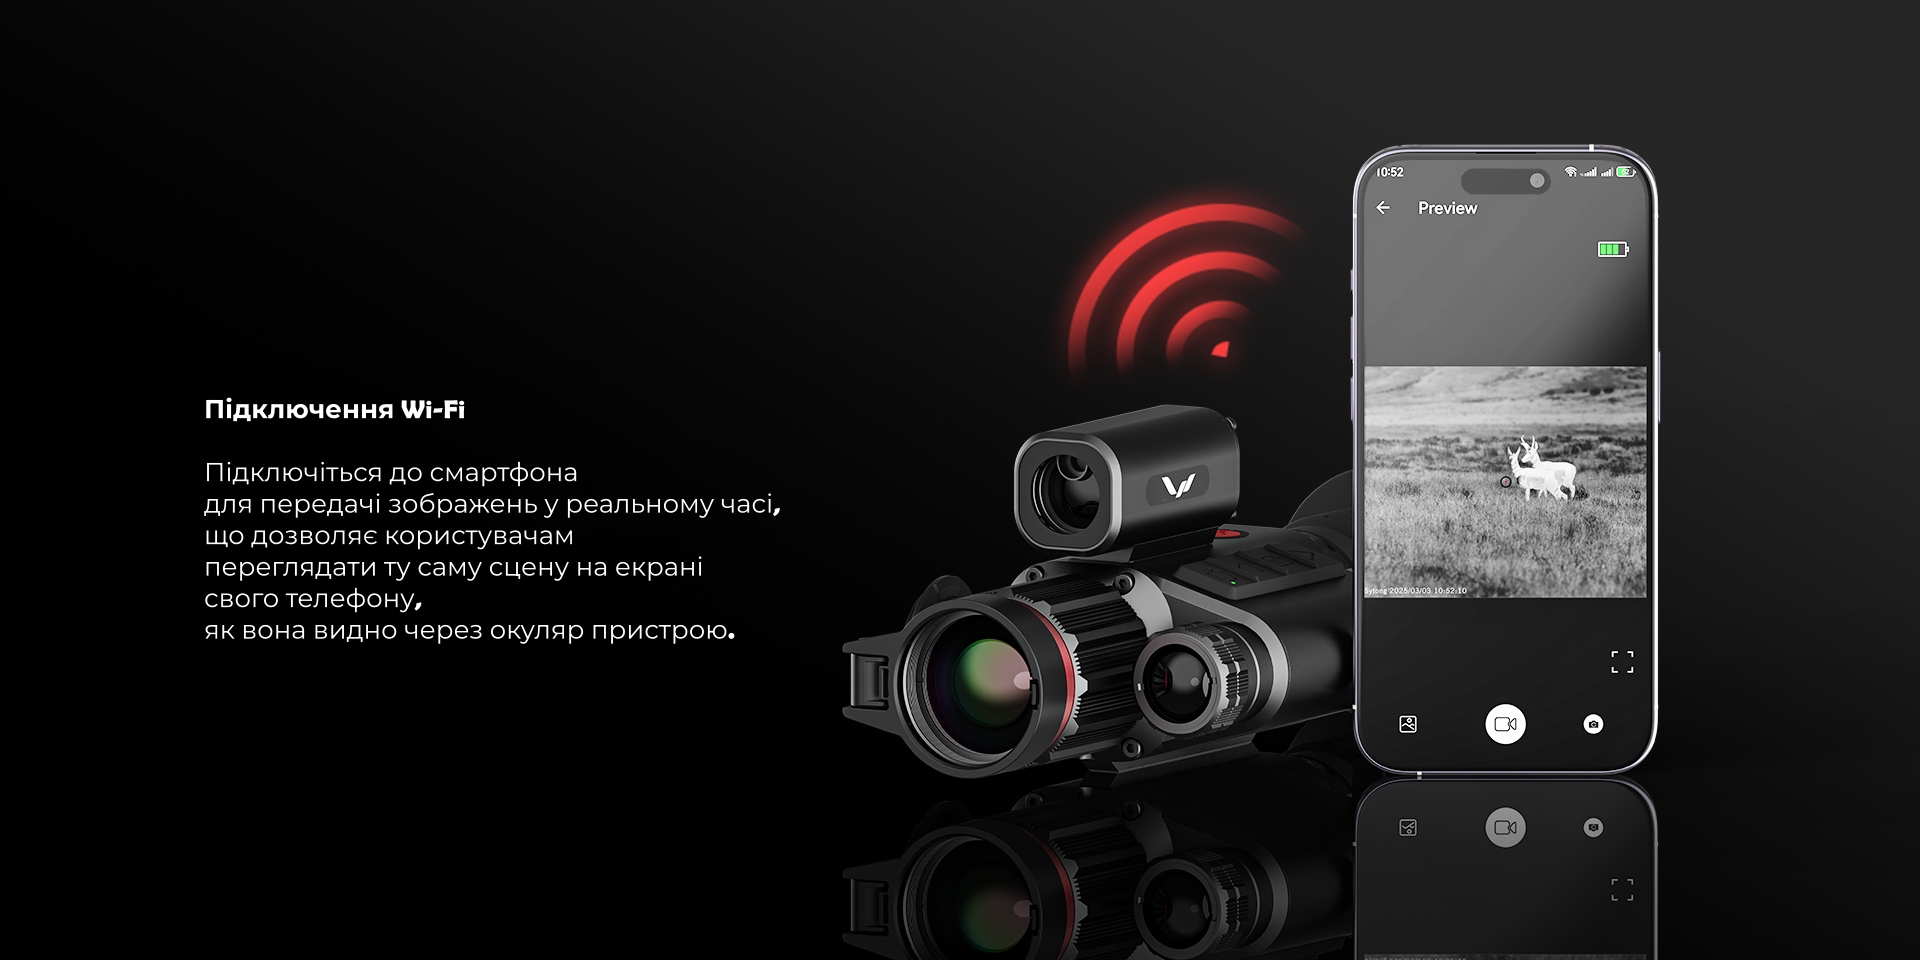 Підключення Wi-Fi
Підключіться до смартфона
для передачі зображень у реальному часі,
що дозволяє користувачам
переглядати ту саму сцену на екрані
свого телефону,
як вона видно через окуляр пристрою.
10:52
Preview
Sytong 2025/03/03 10:52:10